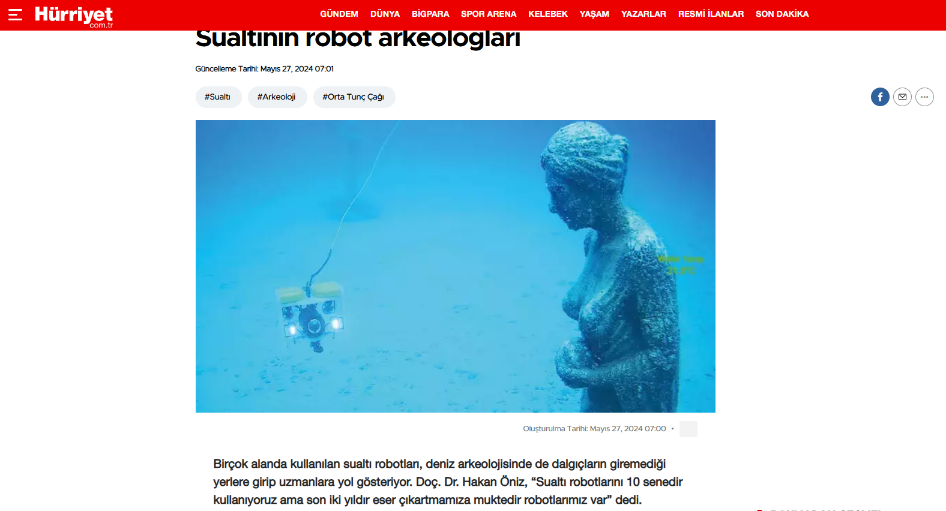 Hürriyet
.com.tr
GÜNDEM DÜNYA BİGPARA SPOR ARENA KELEBEK YAŞAM YAZARLAR RESMİ İLANLAR SON DAKİKA
Sualtının robot arkeologları
Güncelleme Tarihi: Mayıs 27, 2024 07:01
#Sualtı #Arkeoloji #Orta Tunç Çağı
Oluşturulma Tarihi: Mayıs 27, 2024 07:00
Birçok alanda kullanılan sualtı robotları, deniz arkeolojisinde de dalgıçların giremediği
yerlere girip uzmanlara yol gösteriyor. Doç. Dr. Hakan Öniz, “Sualtı robotlarını 10 senedir
kullanıyoruz ama son iki yıldır eser çıkartmamıza muktedir robotlarımız var” dedi.